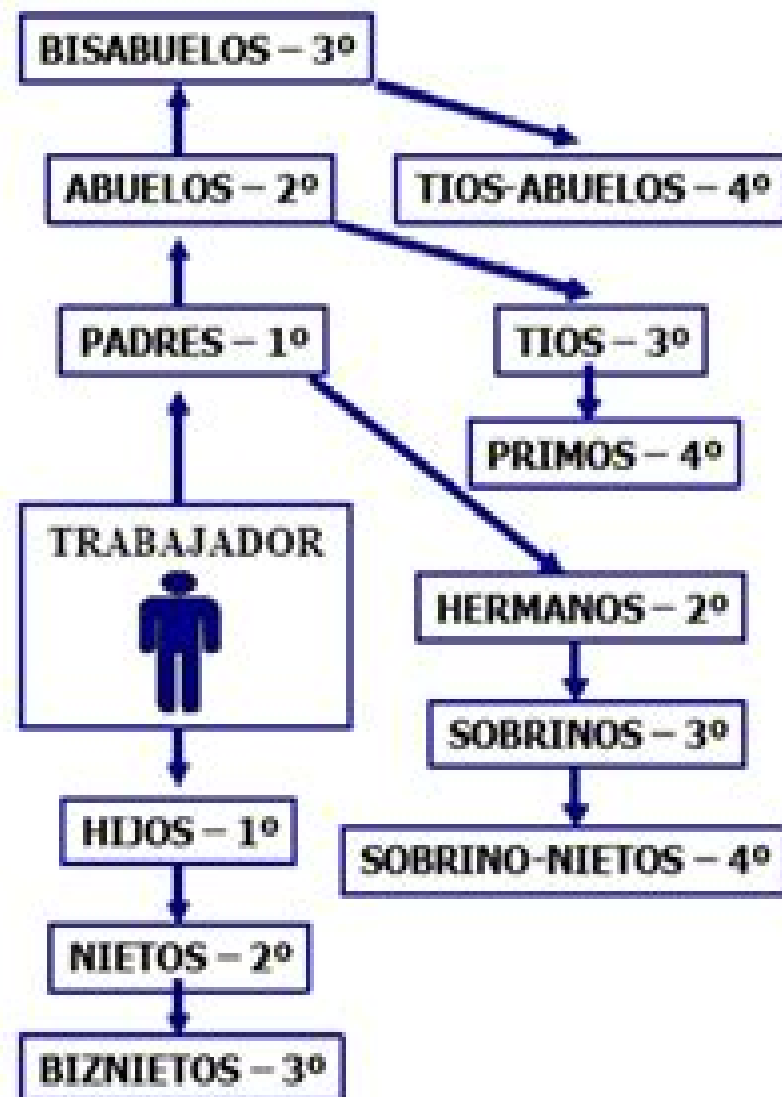 BISABUELOS – 3º
ABUELOS – 2º
TIOS-ABUELOS – 4º
PADRES – 1º
TIOS – 3º
PRIMOS – 4º
TRABAJADOR
HERMANOS – 2º
SOBRINOS – 3º
HIJOS – 1º
SOBRINO-NIETOS – 4º
NIETOS – 2º
BIZNIETOS – 3º